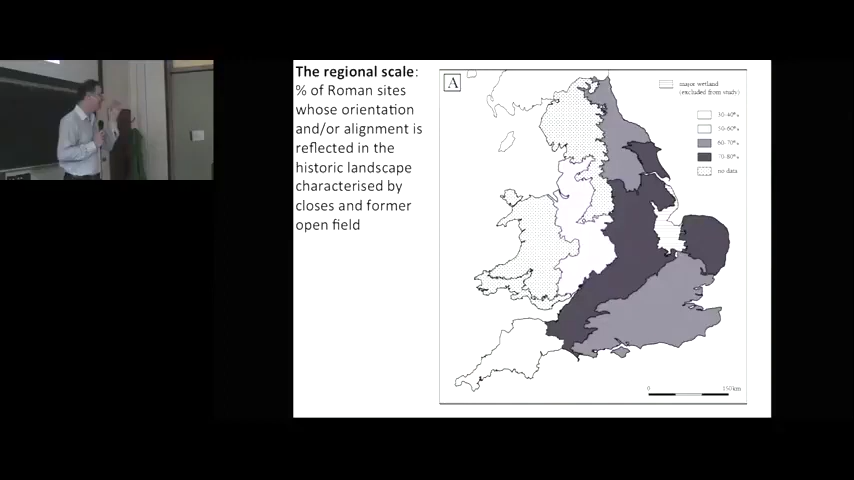 The regional scale:
% of Roman sites
whose orientation
and/or alignment is
reflected in the
historic landscape
characterised by
closes and former
open field
A
major wetland
(excluded from study)
30-40%
50-60%
60-70%
70-80%
no data
0 150km